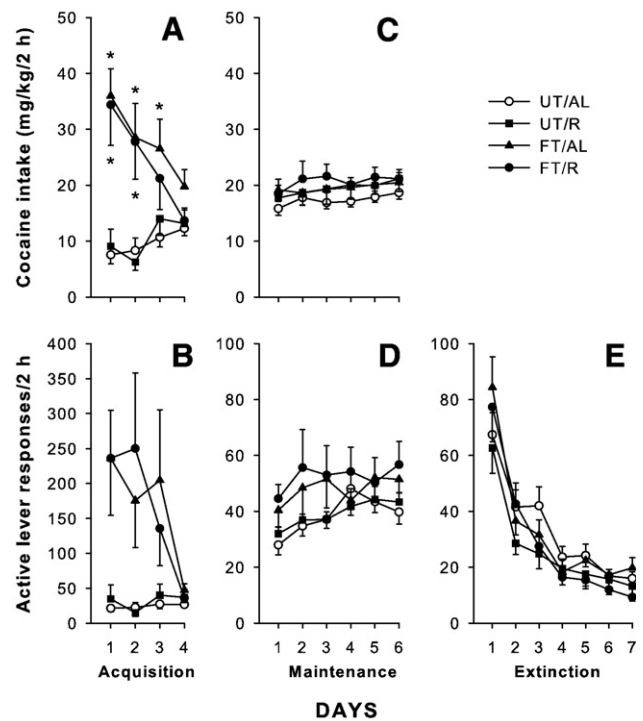 A
C
Cocaine intake (mg/kg/2 h)
50
40
30
20
10
0
*
*
*
*
*
50
40
30
20
10
0
UT/AL
UT/R
FT/AL
FT/R
B
D
E
Active lever responses/2 h
400
350
300
250
200
150
100
50
0
100
80
60
40
20
0
100
80
60
40
20
0
1 2 3 4
1 2 3 4 5 6
1 2 3 4 5 6 7
Acquisition
Maintenance
Extinction
DAYS